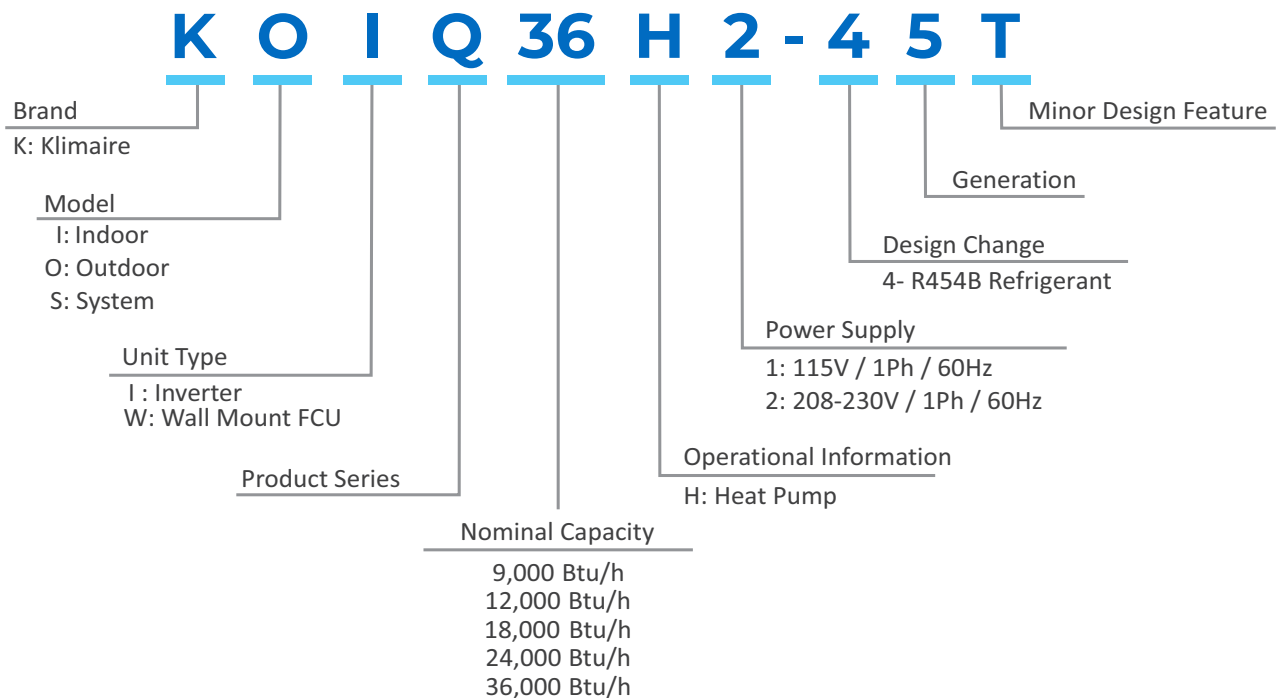 K O I Q 36 H 2 - 4 5 T
Brand
K: Klimaire
Minor Design Feature
Generation
Model
I: Indoor
O: Outdoor
S: System
Design Change
4- R454B Refrigerant
Power Supply
1: 115V / 1Ph / 60Hz
2: 208-230V / 1Ph / 60Hz
Unit Type
I : Inverter
W: Wall Mount FCU
Operational Information
H: Heat Pump
Product Series
Nominal Capacity
9,000 Btu/h
12,000 Btu/h
18,000 Btu/h
24,000 Btu/h
36,000 Btu/h